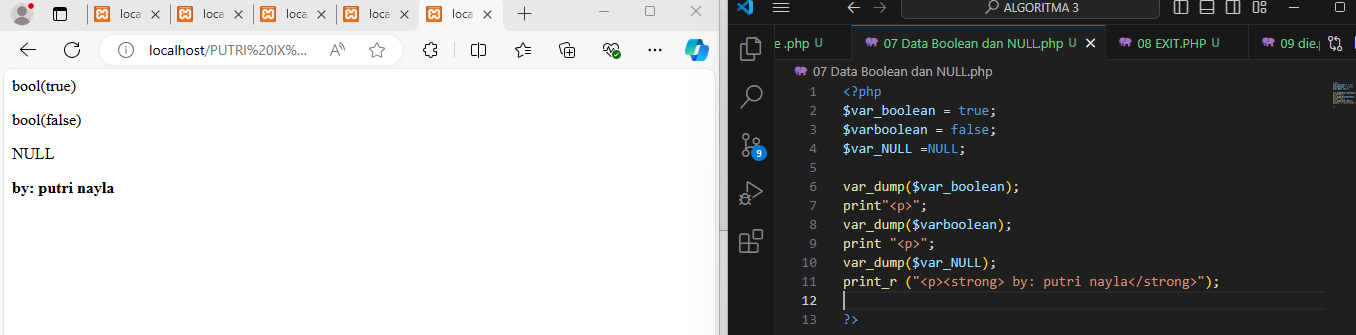 loca
loca
loca
loca
loca
localhost/PUTRI%20IX%...
bool(true)
bool(false)
NULL
by: putri nayla
ALGORITMA 3
e .php U
07 Data Boolean dan NULL.php U
08 EXIT.PHP U
09 die.p
07 Data Boolean dan NULL.php
9
1 <?php
2 $var_boolean = true;
3 $varboolean = false;
4 $var_NULL =NULL;
5
6 var_dump($var_boolean);
7 print"<p>";
8 var_dump($varboolean);
9 print "<p>";
10 var_dump($var_NULL);
11 print_r ("<p><strong> by: putri nayla</strong>");
12
13 ?>